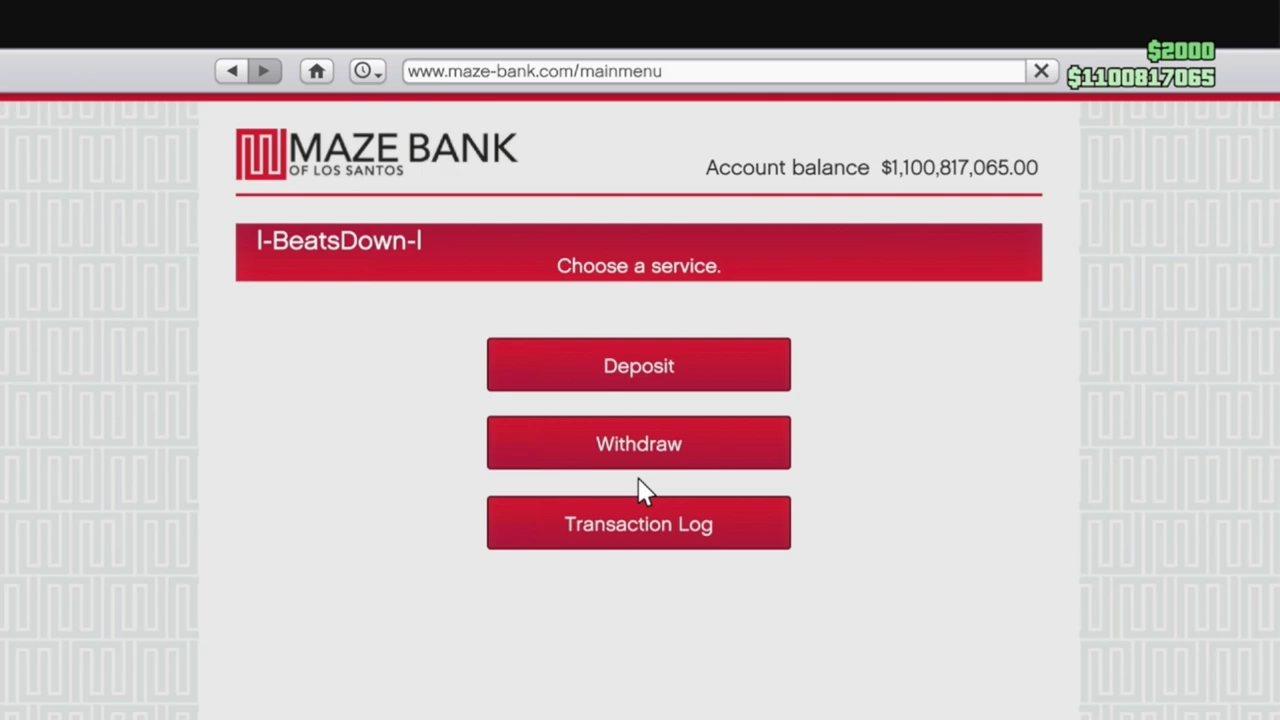 $2000
www.maze-bank.com/mainmenu
$1100817065
MAZE BANK
OF LOS SANTOS
Account balance $1,100,817,065.00
I-BeatsDown-I
Choose a service.
Deposit
Withdraw
Transaction Log